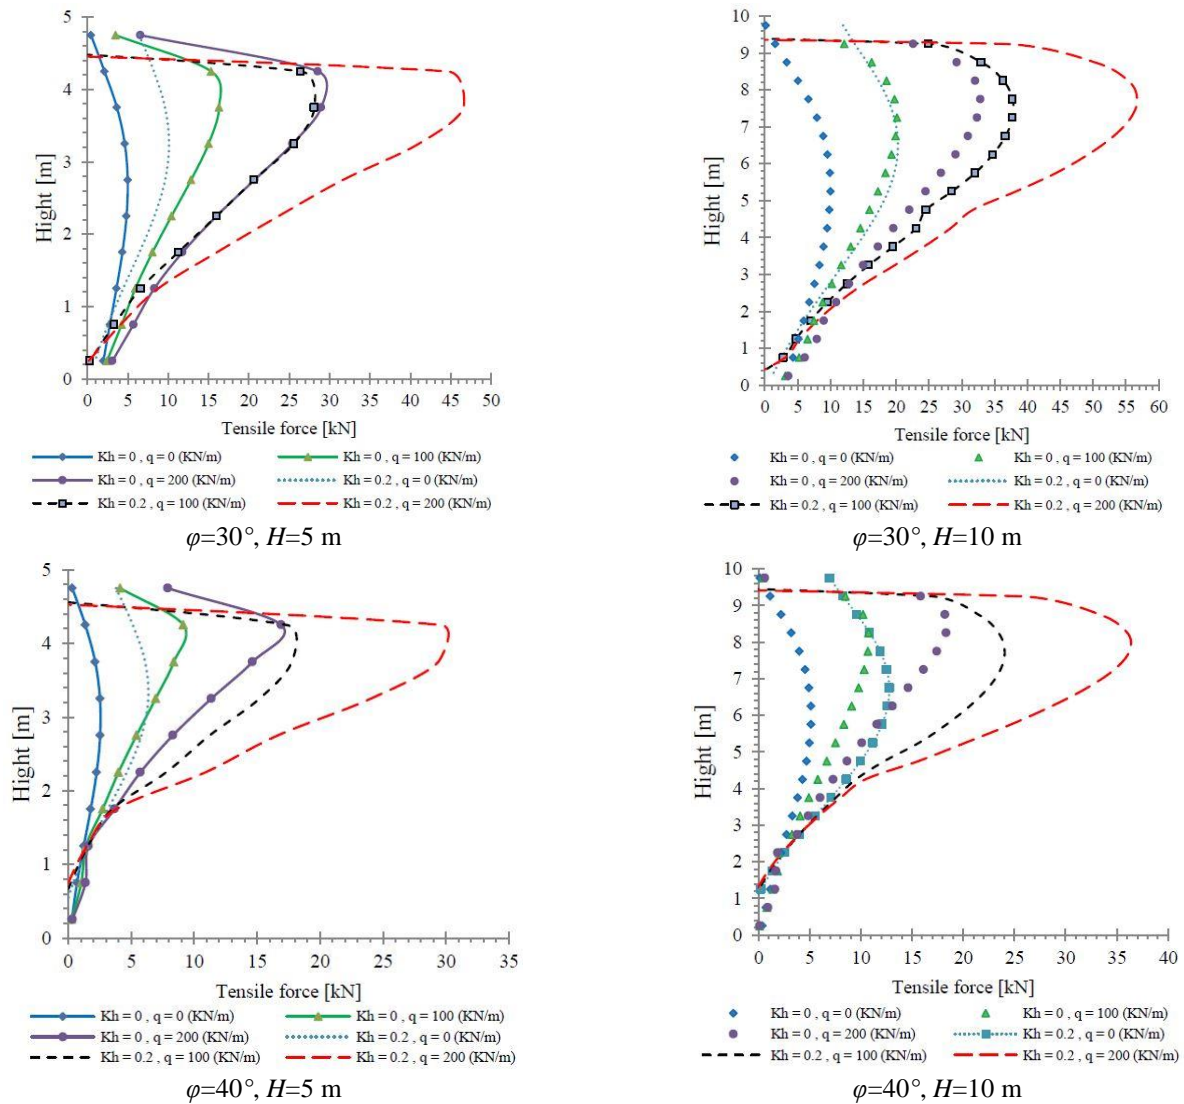 5
4
3
2
1
0
Hight [m]
0 5 10 15 20 25 30 35 40 45 50
Tensile force [kN]
Kh = 0 , q = 0 (KN/m)
Kh = 0 , q = 100 (KN/m)
Kh = 0 , q = 200 (KN/m)
Kh = 0.2 , q = 0 (KN/m)
Kh = 0.2 , q = 100 (KN/m)
Kh = 0.2 , q = 200 (KN/m)
φ=30°, H=5 m
10
9
8
7
6
5
4
3
2
1
0
Hight [m]
0 5 10 15 20 25 30 35 40 45 50 55 60
Tensile force [kN]
Kh = 0 , q = 0 (KN/m)
Kh = 0 , q = 100 (KN/m)
Kh = 0 , q = 200 (KN/m)
Kh = 0.2 , q = 0 (KN/m)
Kh = 0.2 , q = 100 (KN/m)
Kh = 0.2 , q = 200 (KN/m)
φ=30°, H=10 m
5
4
3
2
1
0
Hight [m]
0 5 10 15 20 25 30 35
Tensile force [kN]
Kh = 0 , q = 0 (KN/m)
Kh = 0 , q = 100 (KN/m)
Kh = 0 , q = 200 (KN/m)
Kh = 0.2 , q = 0 (KN/m)
Kh = 0.2 , q = 100 (KN/m)
Kh = 0.2 , q = 200 (KN/m)
φ=40°, H=5 m
10
9
8
7
6
5
4
3
2
1
0
Hight [m]
0 5 10 15 20 25 30 35 40
Tensile force [kN]
Kh = 0 , q = 0 (KN/m)
Kh = 0 , q = 100 (KN/m)
Kh = 0 , q = 200 (KN/m)
Kh = 0.2 , q = 0 (KN/m)
Kh = 0.2 , q = 100 (KN/m)
Kh = 0.2 , q = 200 (KN/m)
φ=40°, H=10 m